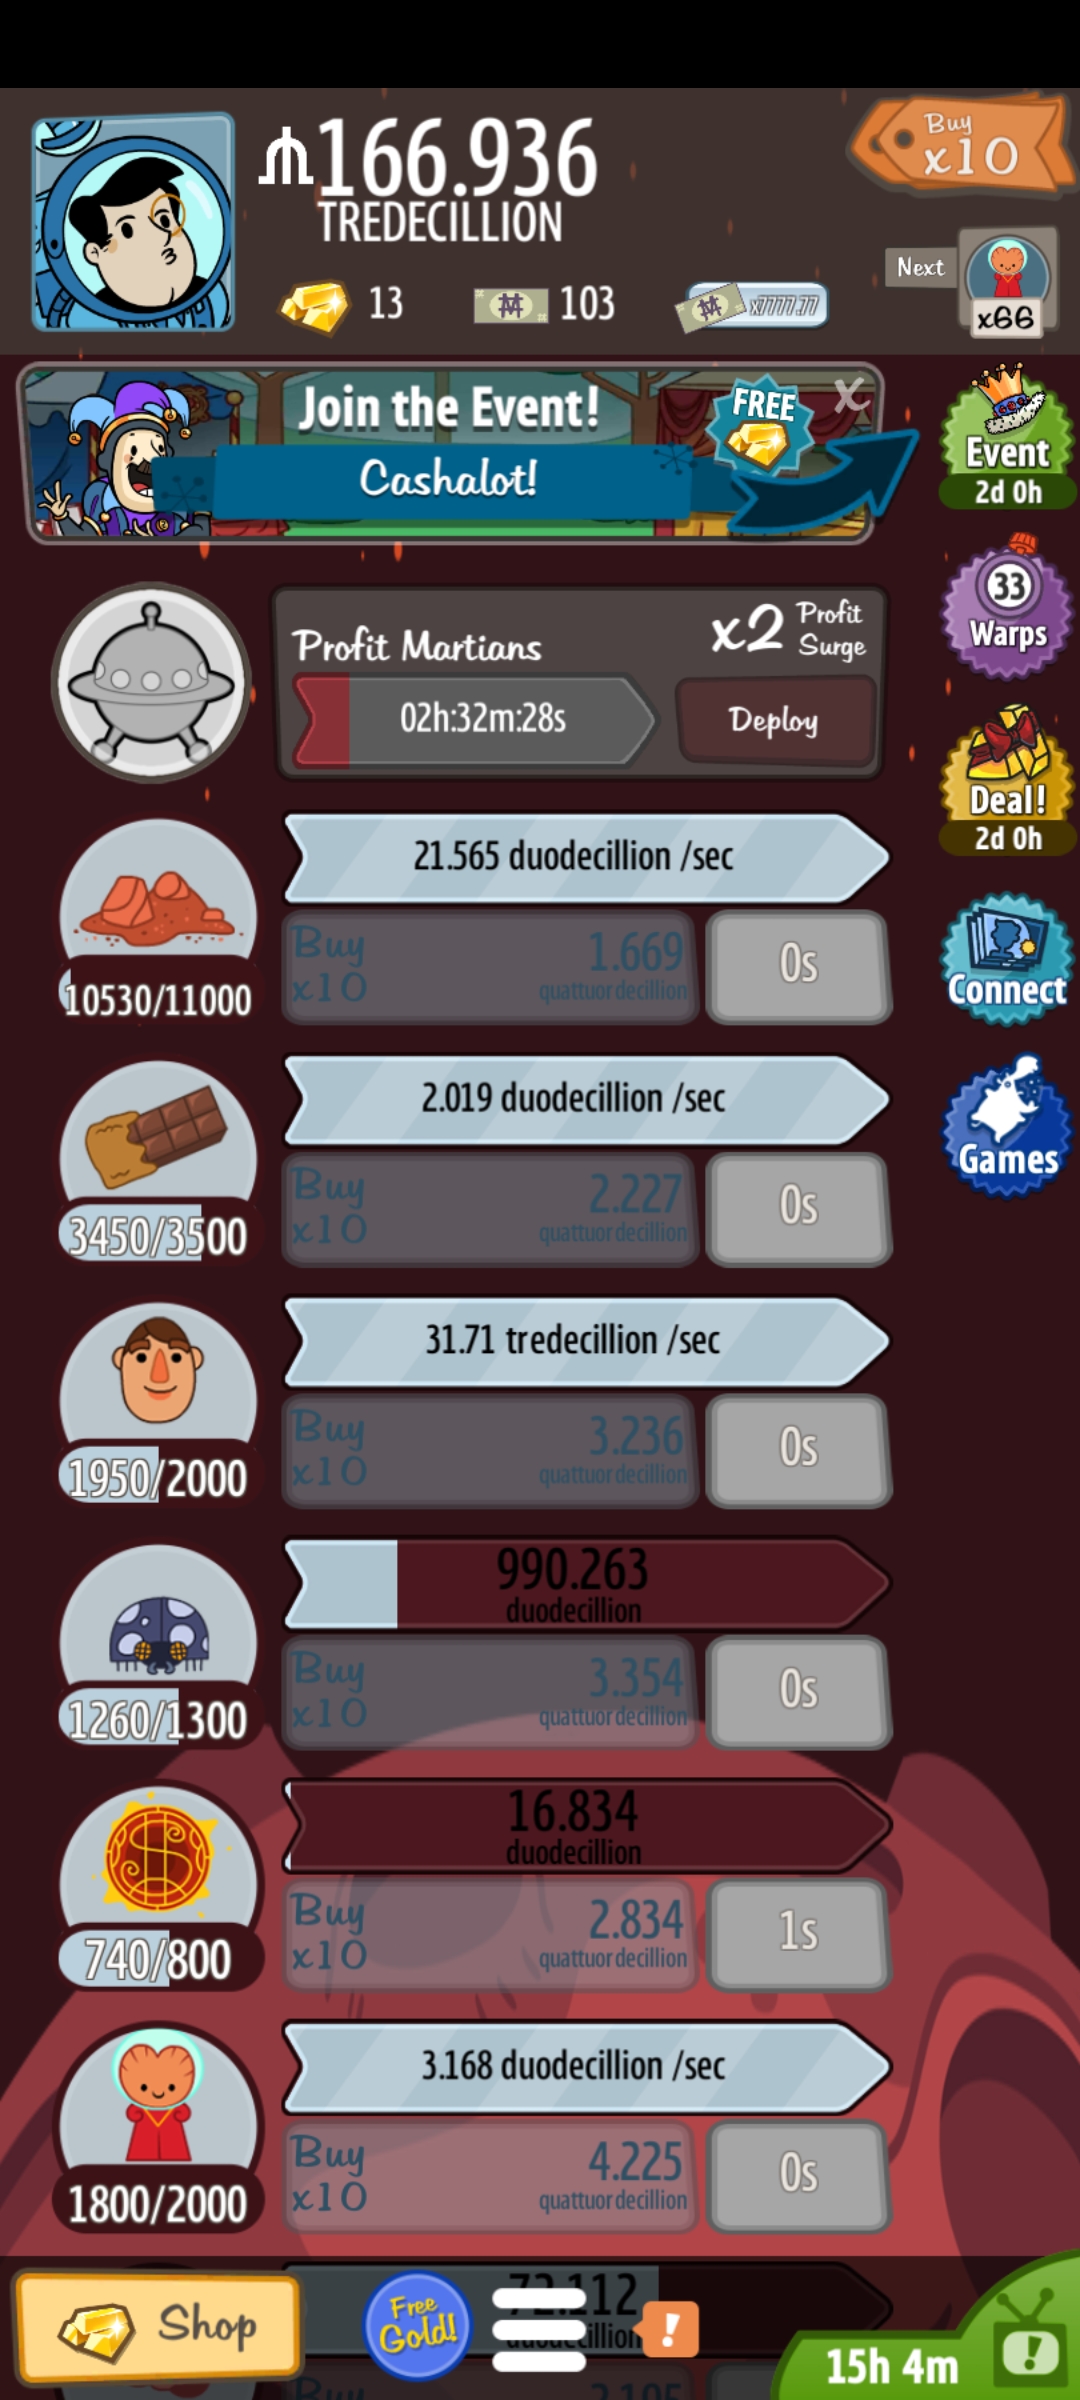 166.936
TREDECILLION
Buy
x10
13
103
x7777.77
Next
x66
Join the Event!
Cashalot!
FREE
X
Event
2d 0h
33
Warps
Profit Martians
x2 Profit
Surge
02h:32m:28s
Deploy
Deal!
2d 0h
21.565 duodecillion /sec
10530/11000
Buy
x10
1.669
quattuordecillion
0s
Connect
2.019 duodecillion /sec
3450/3500
Buy
x10
2.227
quattuordecillion
0s
Games
31.71 tredecillion /sec
1950/2000
Buy
x10
3.236
quattuordecillion
0s
990.263
duodecillion
1260/1300
Buy
x10
3.354
quattuordecillion
0s
16.834
duodecillion
740/800
Buy
x10
2.834
quattuordecillion
1s
3.168 duodecillion /sec
1800/2000
Buy
x10
4.225
quattuordecillion
0s
Shop
Free
Gold!
!
15h 4m
!